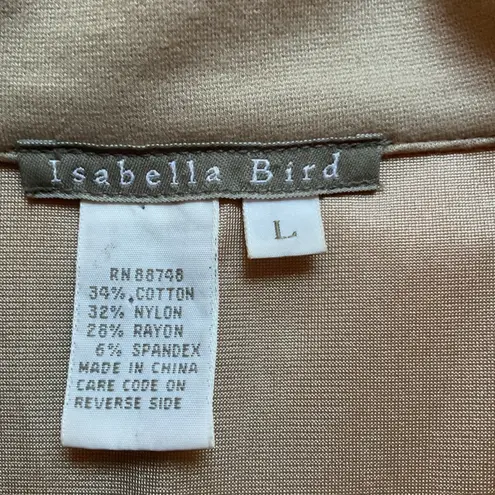 Isabella Bird
L
RN 88748
34% COTTON
32% NYLON
28% RAYON
6% SPANDEX
MADE IN CHINA
CARE CODE ON
REVERSE SIDE